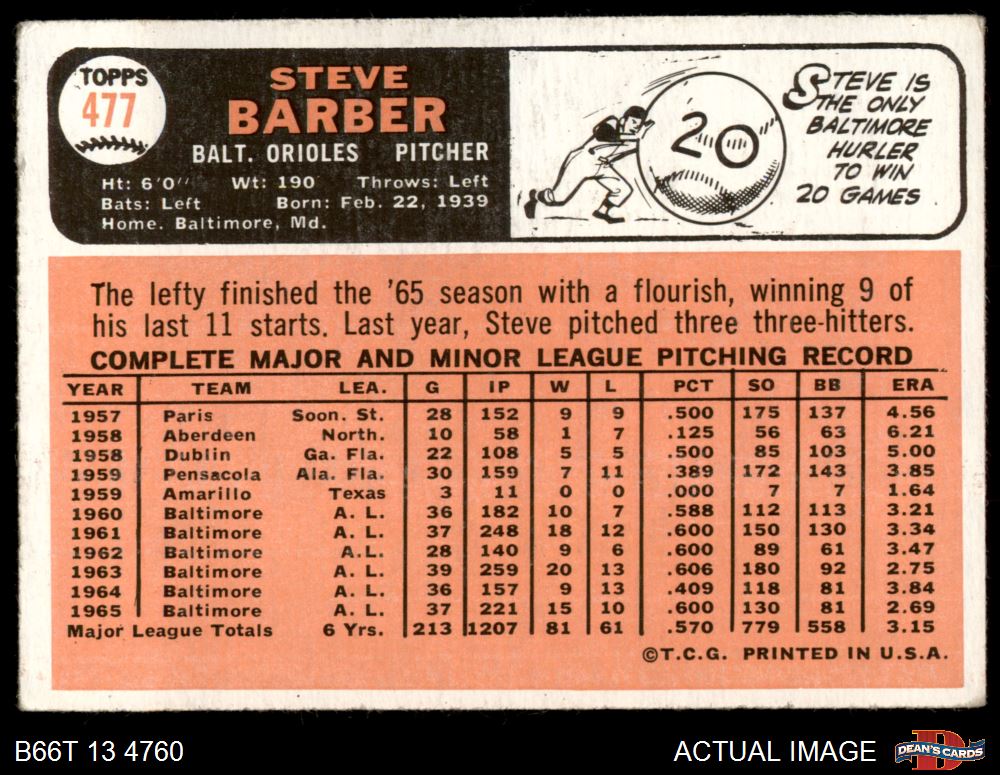 TOPPS
477
STEVE
BARBER
BALT. ORIOLES PITCHER
Ht: 6'0" Wt: 190 Throws: Left
Bats: Left Born: Feb. 22, 1939
Home. Baltimore, Md.
20
STEVE IS
THE ONLY
BALTIMORE
HURLER
TO WIN
20 GAMES
The lefty finished the '65 season with a flourish, winning 9 of
his last 11 starts. Last year, Steve pitched three three-hitters.
COMPLETE MAJOR AND MINOR LEAGUE PITCHING RECORD
YEAR TEAM LEA. G IP W L PCT SO BB ERA
1957 Paris Soon. St. 28 152 9 9 .500 175 137 4.56
1958 Aberdeen North. 10 58 1 7 .125 56 63 6.21
1958 Dublin Ga. Fla. 22 108 5 5 .500 85 103 5.00
1959 Pensacola Ala. Fla. 30 159 7 11 .389 172 143 3.85
1959 Amarillo Texas 3 11 0 0 .000 7 7 1.64
1960 Baltimore A. L. 36 182 10 7 .588 112 113 3.21
1961 Baltimore A. L. 37 248 18 12 .600 150 130 3.34
1962 Baltimore A.L. 28 140 9 6 .600 89 61 3.47
1963 Baltimore A. L. 39 259 20 13 .606 180 92 2.75
1964 Baltimore A. L. 36 157 9 13 .409 118 81 3.84
1965 Baltimore A. L. 37 221 15 10 .600 130 81 2.69
Major League Totals 6 Yrs. 213 1207 81 61 .570 779 558 3.15
©T.C.G. PRINTED IN U.S.A.
B66T 13 4760
ACTUAL IMAGE
D
DEAN'S CARDS